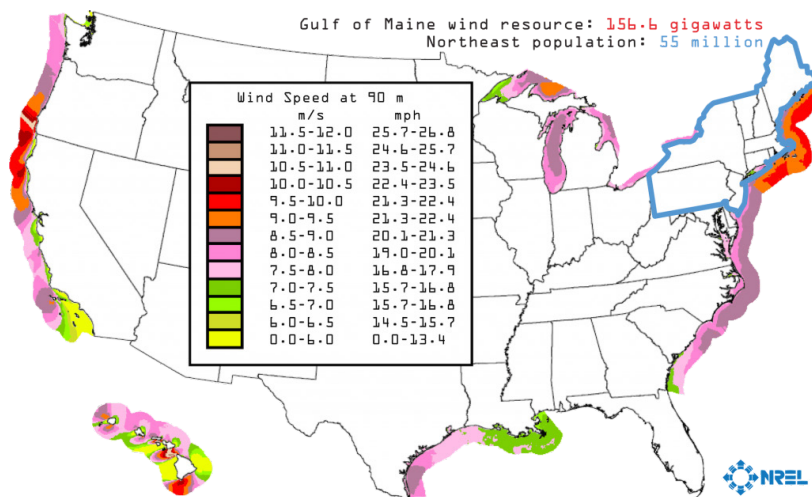 Gulf of Maine wind resource: 156.6 gigawatts
Northeast population: 55 million
Wind Speed at 90 m
m/s mph
11.5-12.0 25.7-26.8
11.0-11.5 24.6-25.7
10.5-11.0 23.5-24.6
10.0-10.5 22.4-23.5
9.5-10.0 21.3-22.4
9.0-9.5 21.3-22.4
8.5-9.0 20.1-21.3
8.0-8.5 19.0-20.1
7.5-8.0 16.8-17.9
7.0-7.5 15.7-16.8
6.5-7.0 15.7-16.8
6.0-6.5 14.5-15.7
0.0-6.0 0.0-13.4
NREL